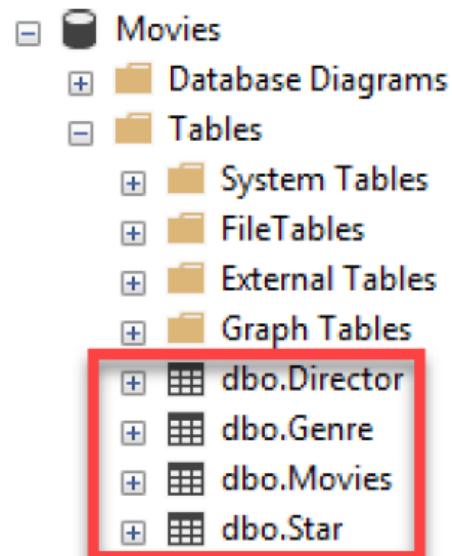 Movies
Database Diagrams
Tables
System Tables
FileTables
External Tables
Graph Tables
dbo.Director
dbo.Genre
dbo.Movies
dbo.Star